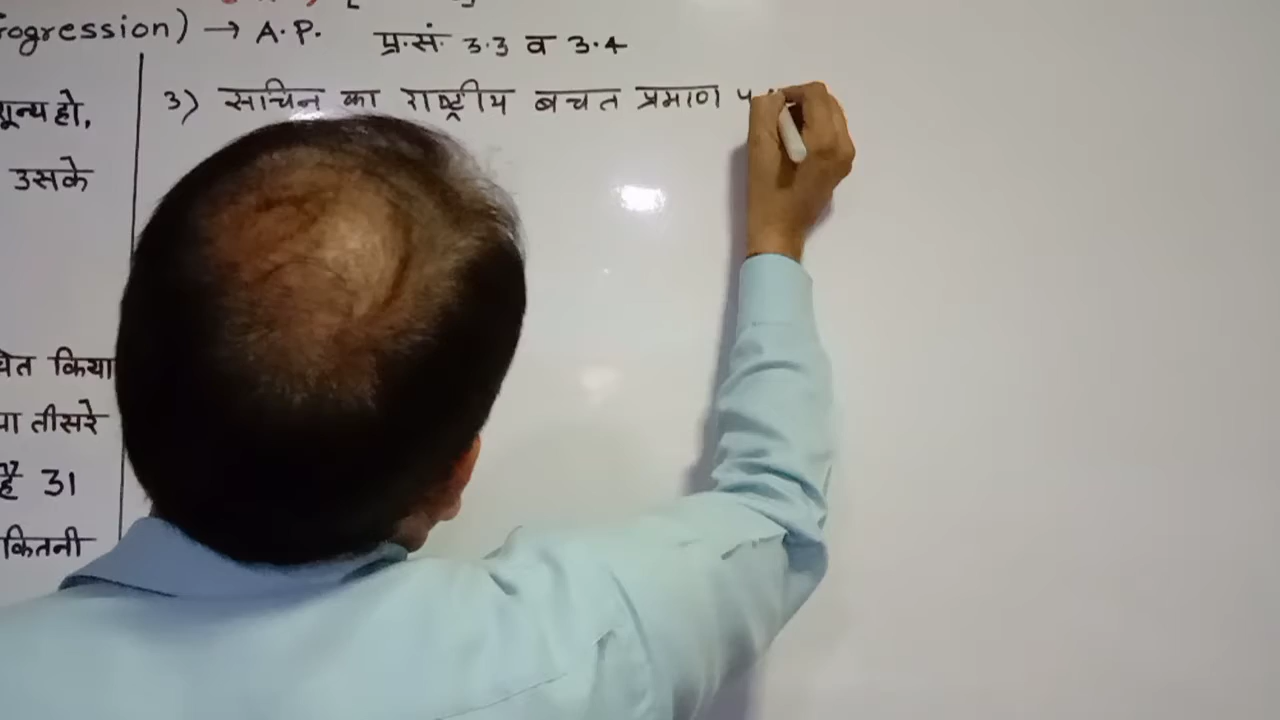 ogression) → A.P. प्र.सं. 3.3 व 3.4
शून्य हो,
उसके
किया
तीसरे
है 31
कितनी
3) सचिन का राष्ट्रीय बचत प्रमाण